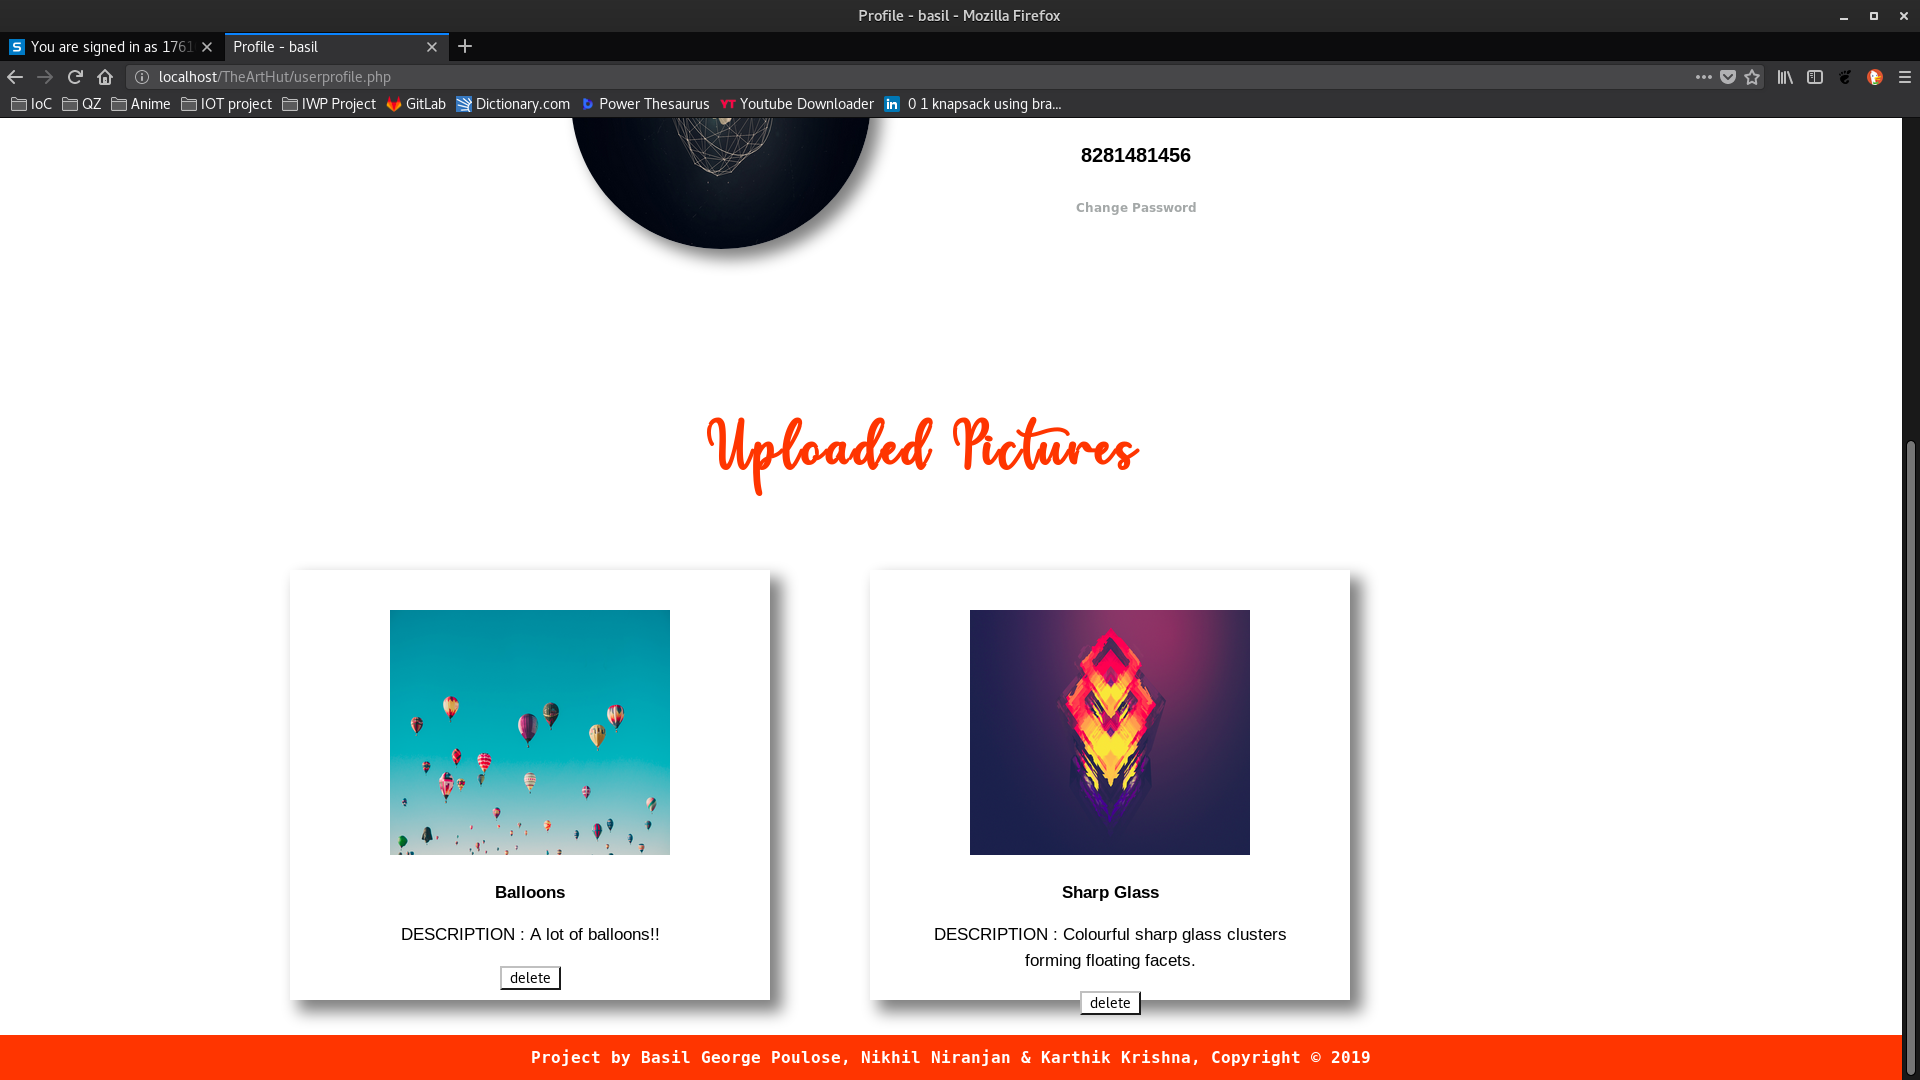 Profile - basil - Mozilla Firefox
You are signed in as 1761
Profile - basil
localhost/TheArtHut/userprofile.php
IoC QZ Anime IOT project IWP Project GitLab Dictionary.com Power Thesaurus YT Youtube Downloader in 0 1 knapsack using bra...
8281481456
Change Password
Uploaded Pictures
Balloons
DESCRIPTION : A lot of balloons!!
delete
Sharp Glass
DESCRIPTION : Colourful sharp glass clusters
forming floating facets.
delete
Project by Basil George Poulose, Nikhil Niranjan & Karthik Krishna, Copyright © 2019